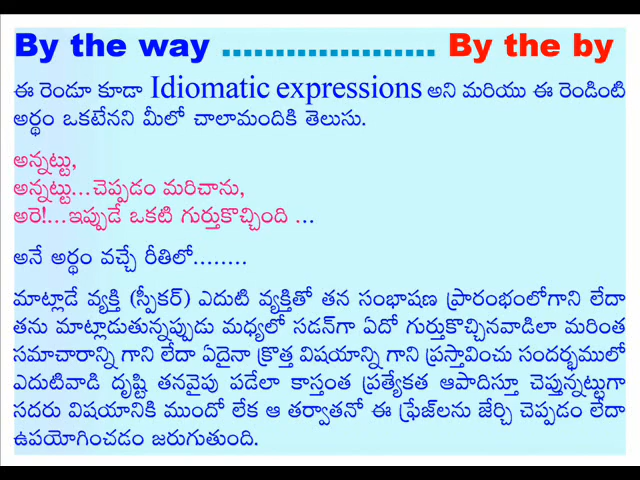 By the way ..................... By the by
ఈ రెండూ కూడా Idiomatic expressions అని మరియు ఈ రెండింటి
అర్థం ఒకటేనని మీలో చాలామందికి తెలుసు.
అన్నట్టు,
అన్నట్టు...చెప్పడం మరిచాను,
అరె!...ఇప్పుడే ఒకటి గుర్తుకొచ్చింది ...
అనే అర్థం వచ్చే రీతిలో........
మాట్లాడే వ్యక్తి (స్పీకర్) ఎదుటి వ్యక్తితో తన సంభాషణ ప్రారంభంలోగాని లేదా
తను మాట్లాడుతున్నప్పుడు మధ్యలో సడన్‌గా ఏదో గుర్తుకొచ్చినవాడిలా మరింత
సమాచారాన్ని గాని లేదా ఏదైనా క్రొత్త విషయాన్ని గాని ప్రస్తావించు సందర్భములో
ఎదుటివాడి దృష్టి తనవైపు పడేలా కాస్తంత ప్రత్యేకత ఆపాదిస్తూ చెప్తున్నట్టుగా
సదరు విషయానికి ముందో లేక ఆ తర్వాతనో ఈ ఫ్రేజ్‌లను జేర్చి చెప్పడం లేదా
ఉపయోగించడం జరుగుతుంది.